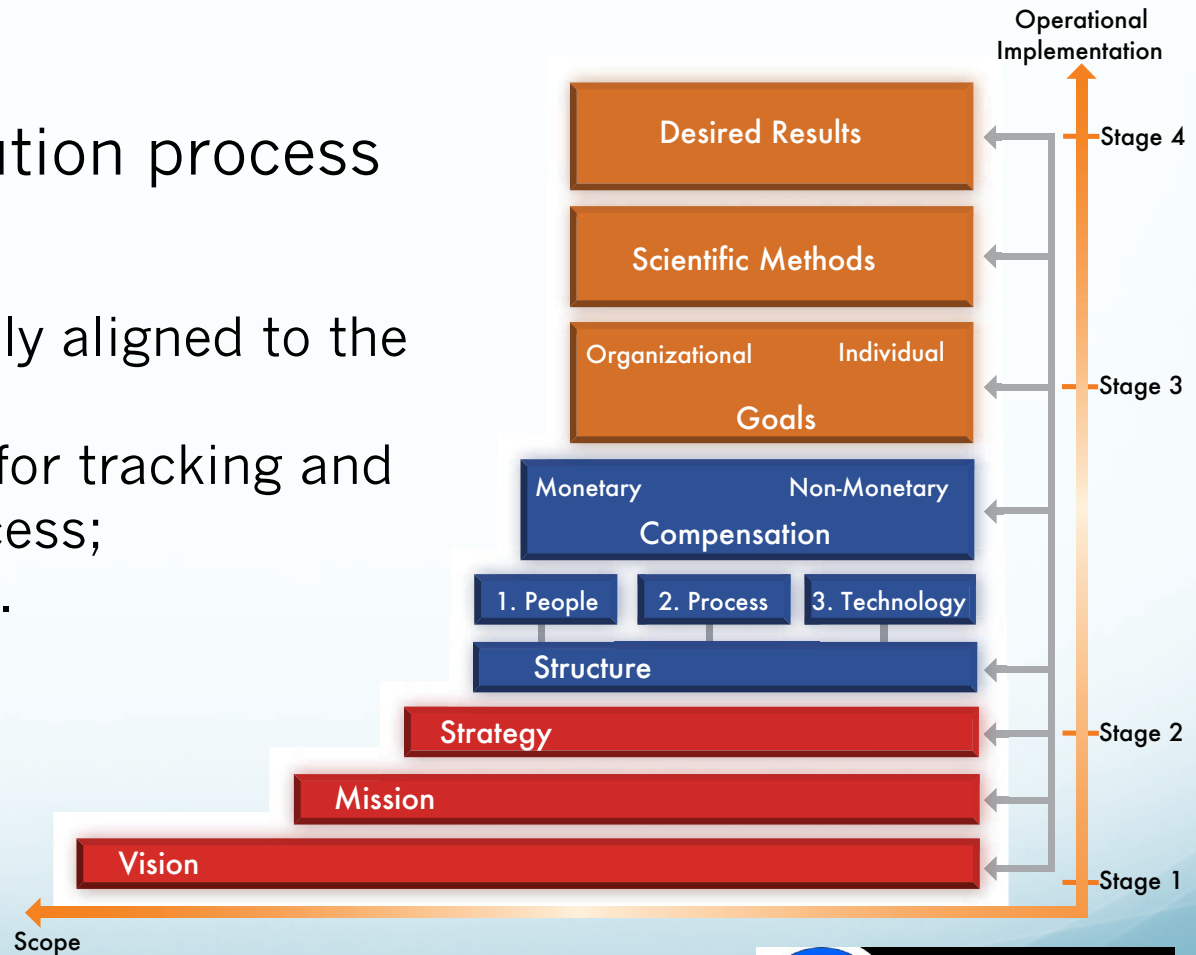 Operational
Implementation
ution process
ly aligned to the
for tracking and
cess;
.
Desired Results
Stage 4
Scientific Methods
Organizational Individual
Goals
Stage 3
Monetary Non-Monetary
Compensation
1. People 2. Process 3. Technology
Structure
Strategy
Stage 2
Mission
Vision
Stage 1
Scope